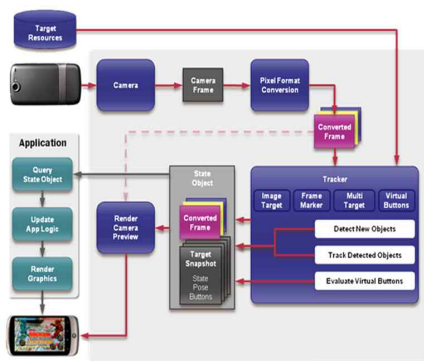 Target
Resources
Camera
Camera
Frame
Pixel Format
Conversion
Converted
Frame
Application
Query
State Object
Update
App Logic
Render
Graphics
Render
Camera
Preview
State
Object
Converted
Frame
Target
Snapshot
State
Pose
Buttons
Tracker
Image
Target
Frame
Marker
Multi
Target
Virtual
Buttons
Detect New Objects
Track Detected Objects
Evaluate Virtual Buttons